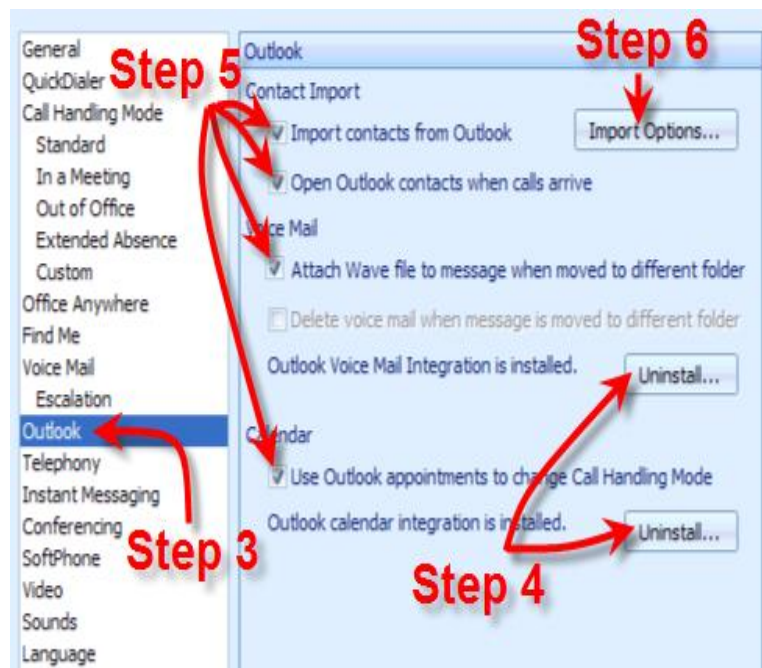 General
QuickDialer
Call Handling Mode
Standard
In a Meeting
Out of Office
Extended Absence
Custom
Office Anywhere
Find Me
Voice Mail
Escalation
Outlook
Telephony
Instant Messaging
Conferencing
SoftPhone
Video
Sounds
Language
Step 5
Step 3
Outlook
Step 6
Contact Import
Import contacts from Outlook
Import Options...
Open Outlook contacts when calls arrive
Voice Mail
Attach Wave file to message when moved to different folder
Delete voice mail when message is moved to different folder
Outlook Voice Mail Integration is installed.
Uninstall...
Calendar
Use Outlook appointments to change Call Handling Mode
Outlook calendar integration is installed.
Uninstall...
Step 4